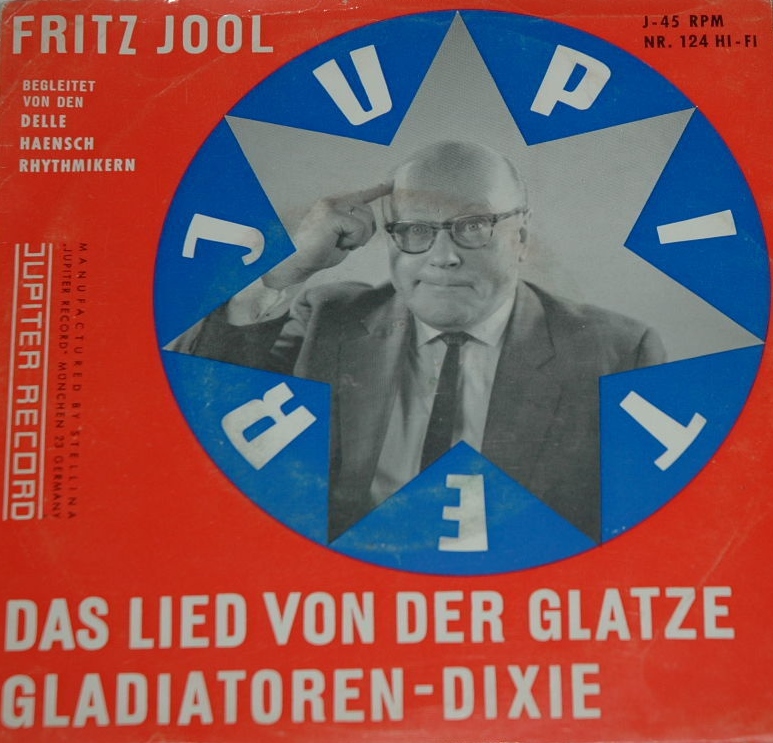 FRITZ JOOL
J-45 RPM
NR. 124 HI-FI
BEGLEITET
VON DEN
DELLE
HAENSCH
RHYTHMIKERN
JUPITER
MANUFACTURED BY STELLINA
"JUPITER RECORD" MÜNCHEN 23 GERMANY
JUPITER RECORD
DAS LIED VON DER GLATZE
GLADIATOREN-DIXIE